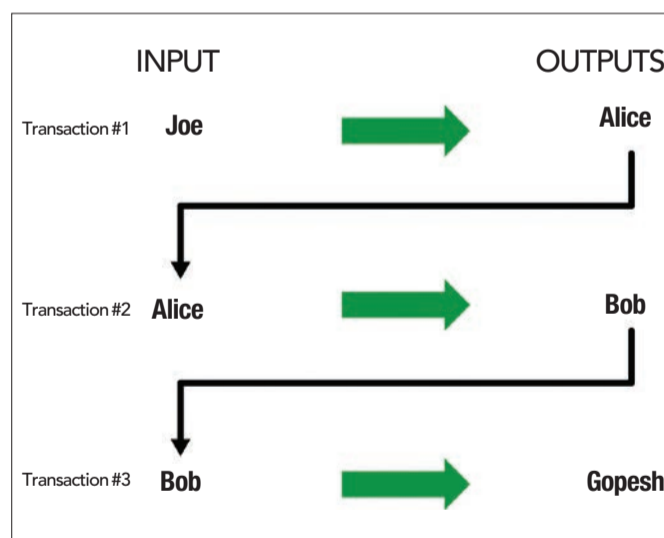 INPUT OUTPUTS
Transaction #1 Joe Alice
Transaction #2 Alice Bob
Transaction #3 Bob Gopesh